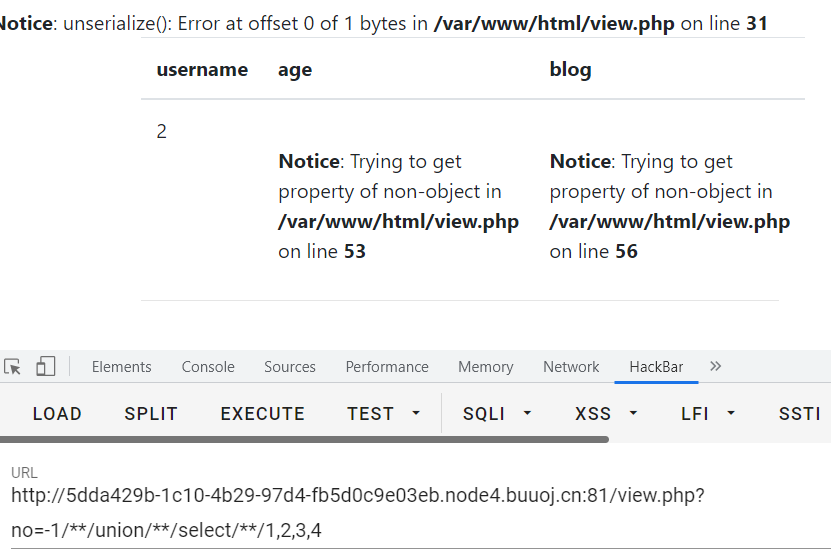 Notice: unserialize(): Error at offset 0 of 1 bytes in /var/www/html/view.php on line 31
username age blog
2
Notice: Trying to get
property of non-object in
/var/www/html/view.php
on line 53
Notice: Trying to get
property of non-object in
/var/www/html/view.php
on line 56
Elements Console Sources Performance Memory Network HackBar »
LOAD SPLIT EXECUTE TEST SQLI XSS LFI SSTI
URL
http://5dda429b-1c10-4b29-97d4-fb5d0c9e03eb.node4.buuoj.cn:81/view.php?
no=-1/**/union/**/select/**/1,2,3,4